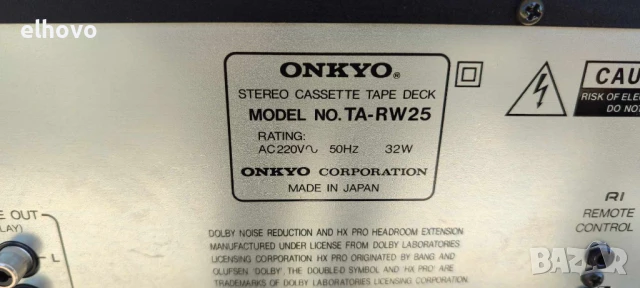 elhovo
ONKYO®
STEREO CASSETTE TAPE DECK
MODEL NO. TA-RW25
RATING:
AC 220V∿ 50Hz 32W
ONKYO CORPORATION
MADE IN JAPAN
CAU
RISK OF ELE
DO NO
E OUT
LAY)
L
DOLBY NOISE REDUCTION AND HX PRO HEADROOM EXTENSION
MANUFACTURED UNDER LICENSE FROM DOLBY LABORATORIES
LICENSING CORPORATION HX PRO ORIGINATED BY BANG AND
OLUFSEN DOLBY. THE DOUBLE-D SYMBOL AND HX PRO ARE
TRADEMARKS OF DOLBY LABORATORIES LICENSING CORPORATION.
RI
REMOTE
CONTROL
BAZAR